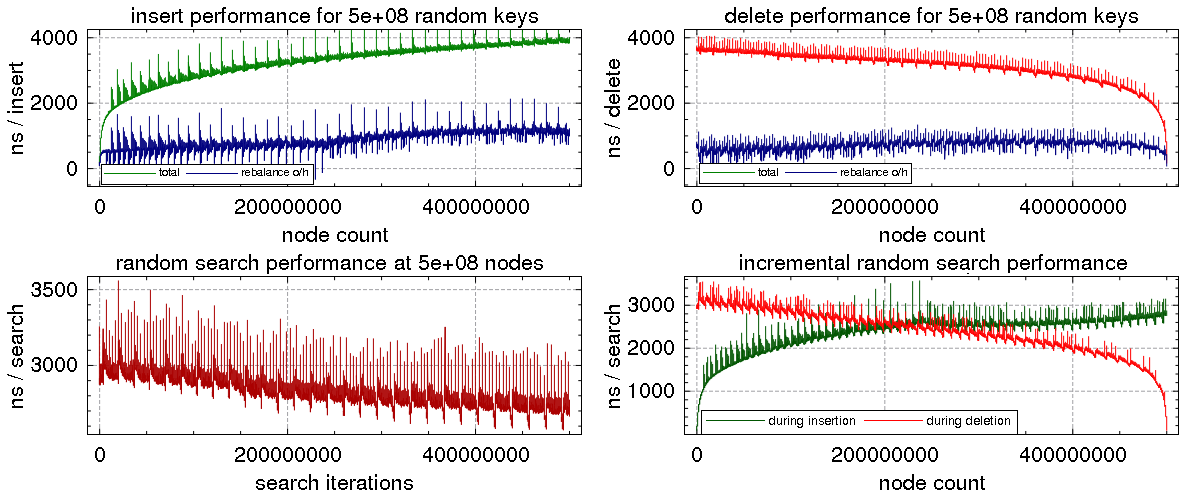 insert performance for 5e+08 random keys
ns / insert
4000
2000
0
total
rebalance o/h
0
200000000
400000000
node count
delete performance for 5e+08 random keys
ns / delete
4000
2000
0
total
rebalance o/h
0
200000000
400000000
node count
random search performance at 5e+08 nodes
ns / search
3500
3000
0
200000000
400000000
search iterations
incremental random search performance
ns / search
3000
2000
1000
during insertion
during deletion
0
200000000
400000000
node count